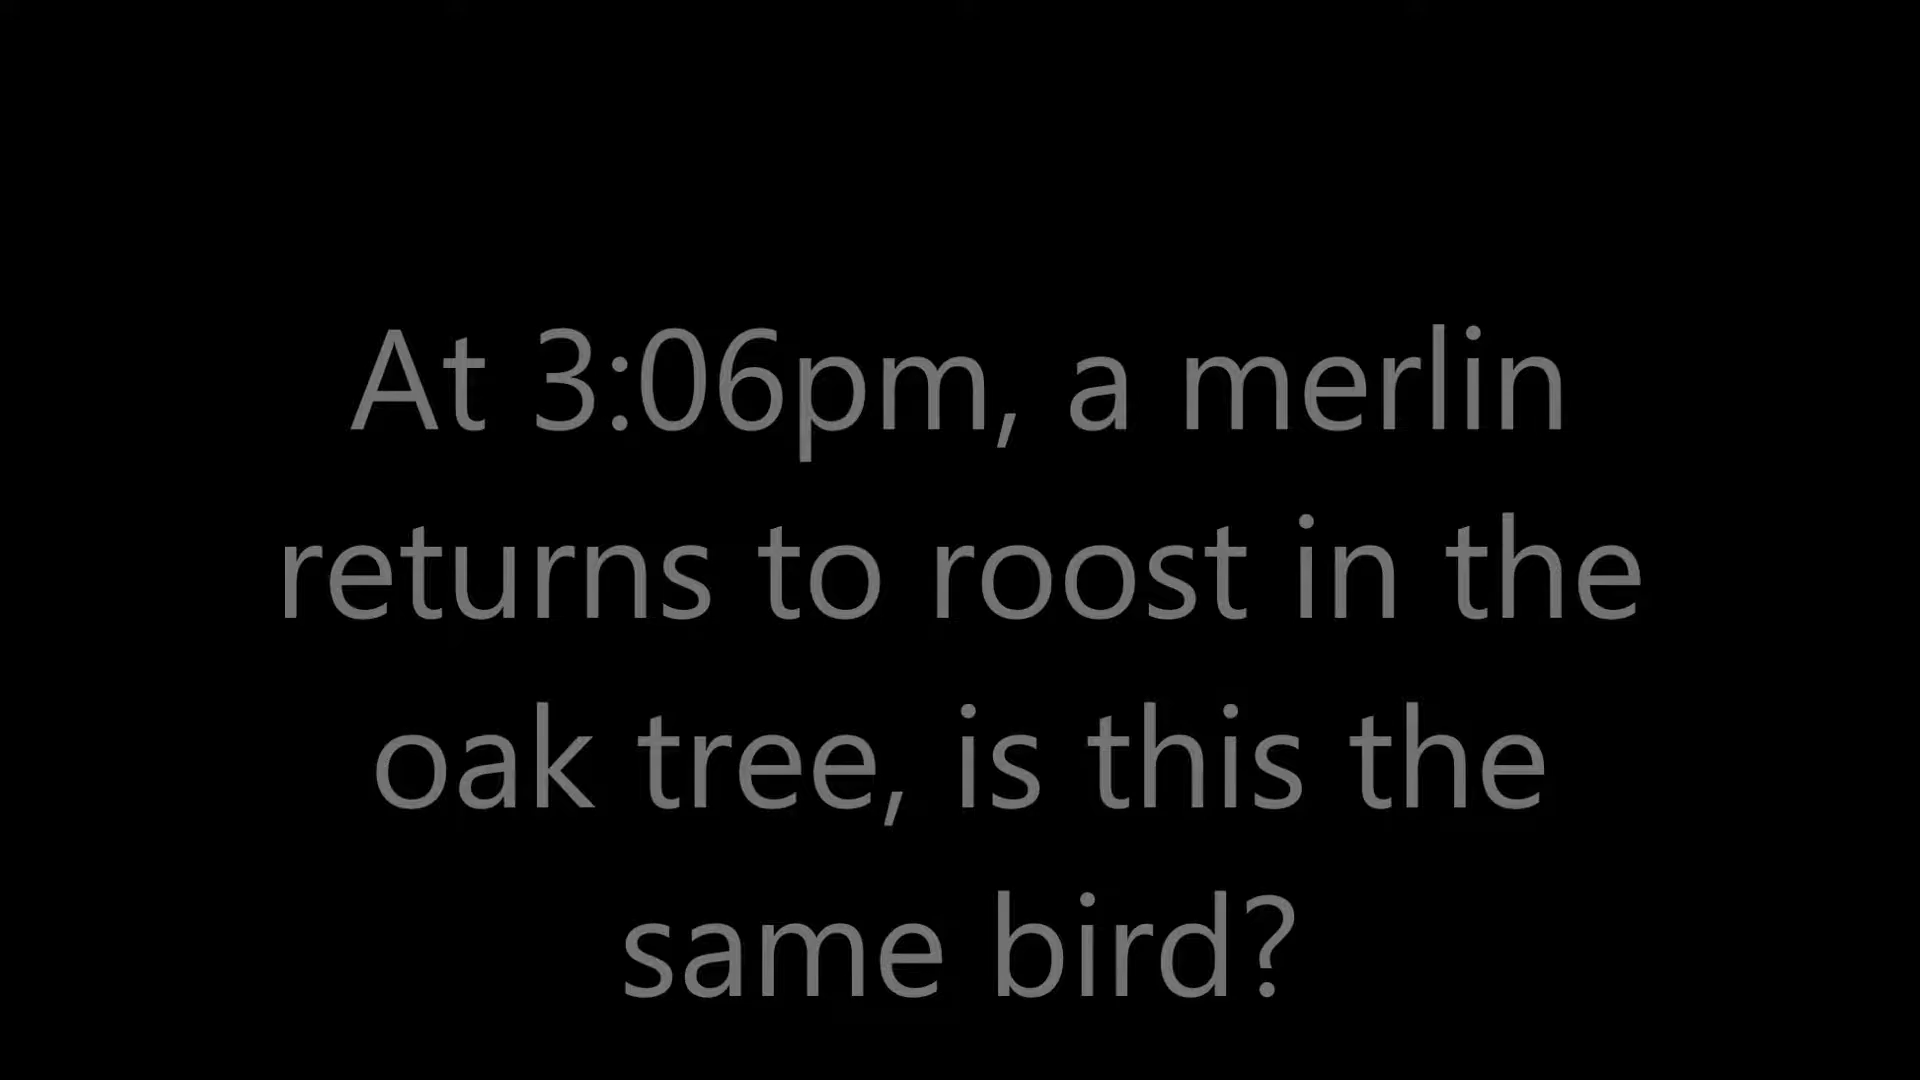 At 3:06pm, a merlin
returns to roost in the
oak tree, is this the
same bird?